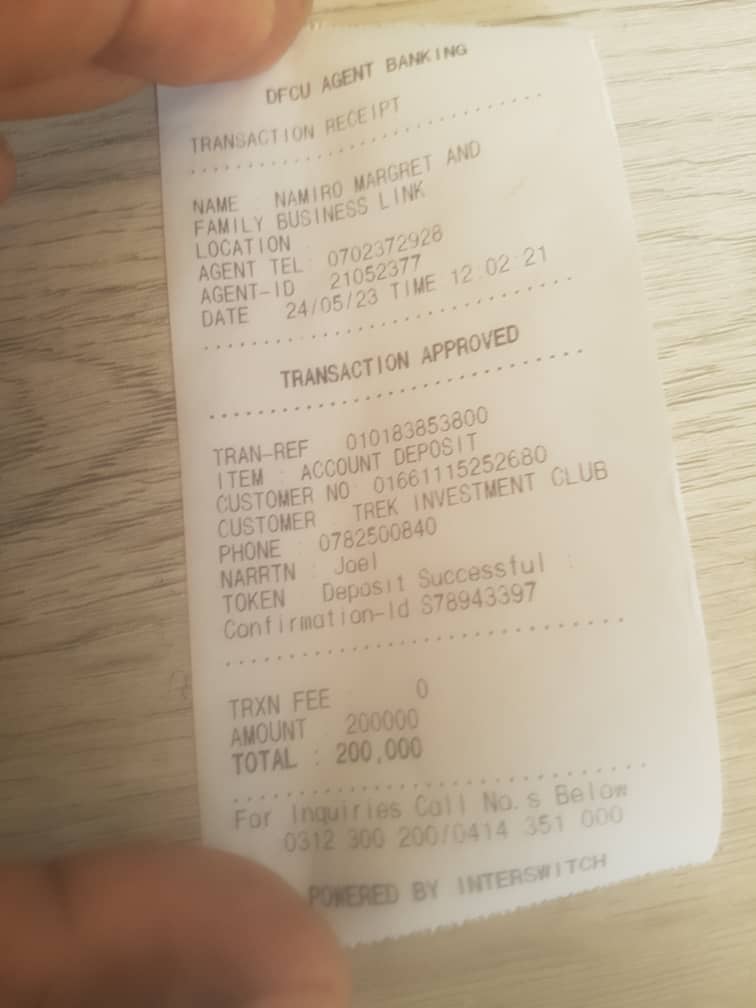 DFCU AGENT BANKING
TRANSACTION RECEIPT
NAME : NAMIRO MARGRET AND
FAMILY BUSINESS LINK
LOCATION :
AGENT TEL : 0702372928
AGENT-ID : 21052377
DATE : 24/05/23 TIME 12:02:21
TRANSACTION APPROVED
TRAN-REF : 010183853800
ITEM : ACCOUNT DEPOSIT
CUSTOMER NO: 01661115252680
CUSTOMER : TREK INVESTMENT CLUB
PHONE : 0782500840
NARRTN : Joel
TOKEN : Deposit Successful :
Confirmation-Id S78943397
TRXN FEE : 0
AMOUNT : 200000
TOTAL : 200,000
For Inquiries Call No.s Below
0312 300 200/0414 351 000
POWERED BY INTERSWITCH